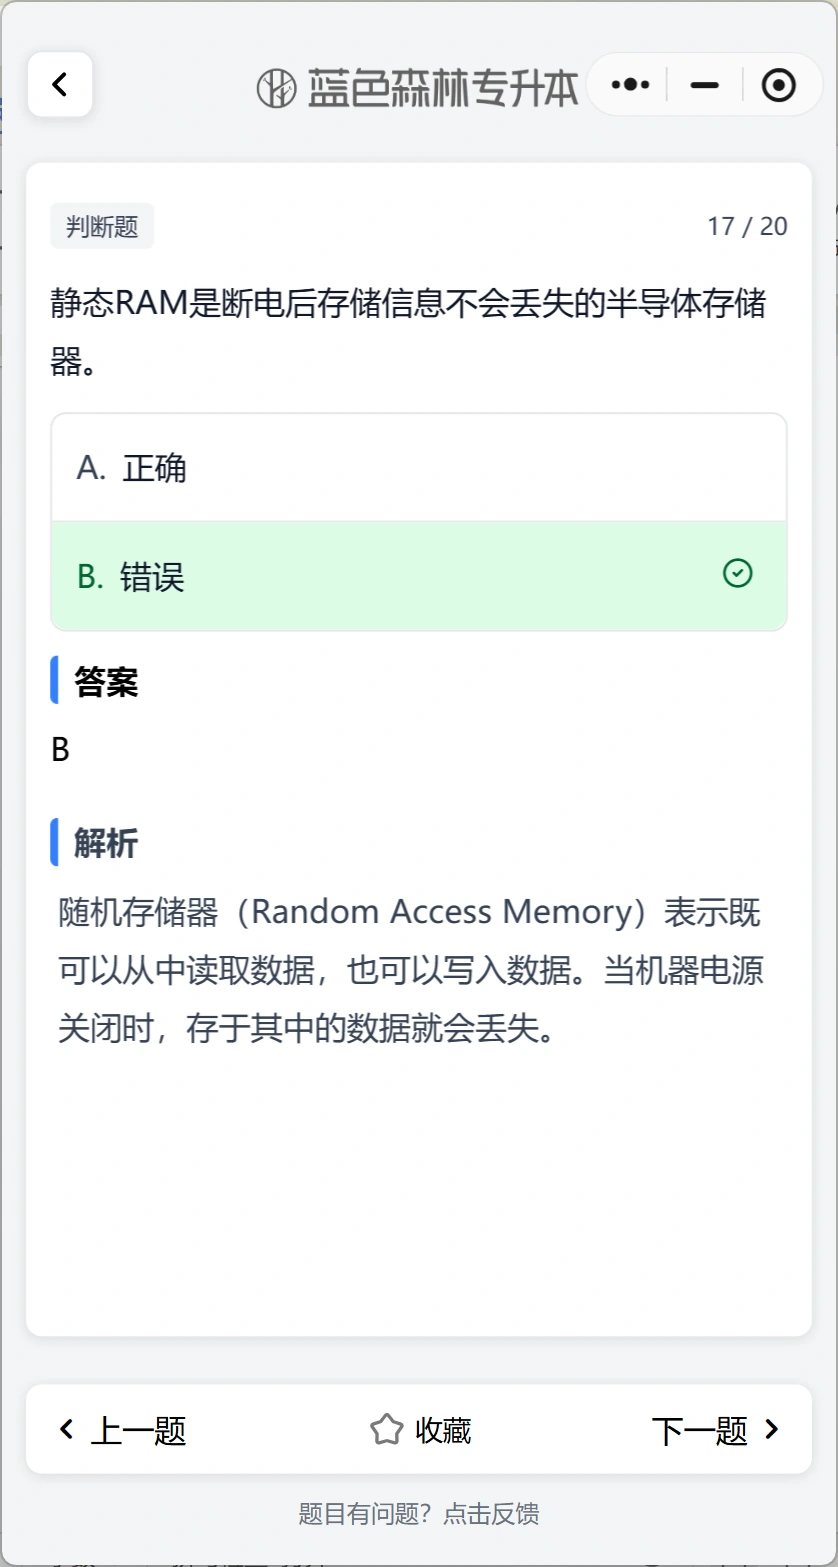 蓝色森林专升本
判断题
17 / 20
静态RAM是断电后存储信息不会丢失的半导体存储
器。
A. 正确
B. 错误
答案
B
解析
随机存储器（Random Access Memory）表示既
可以从中读取数据，也可以写入数据。当机器电源
关闭时，存于其中的数据就会丢失。
上一题
收藏
下一题
题目有问题？点击反馈